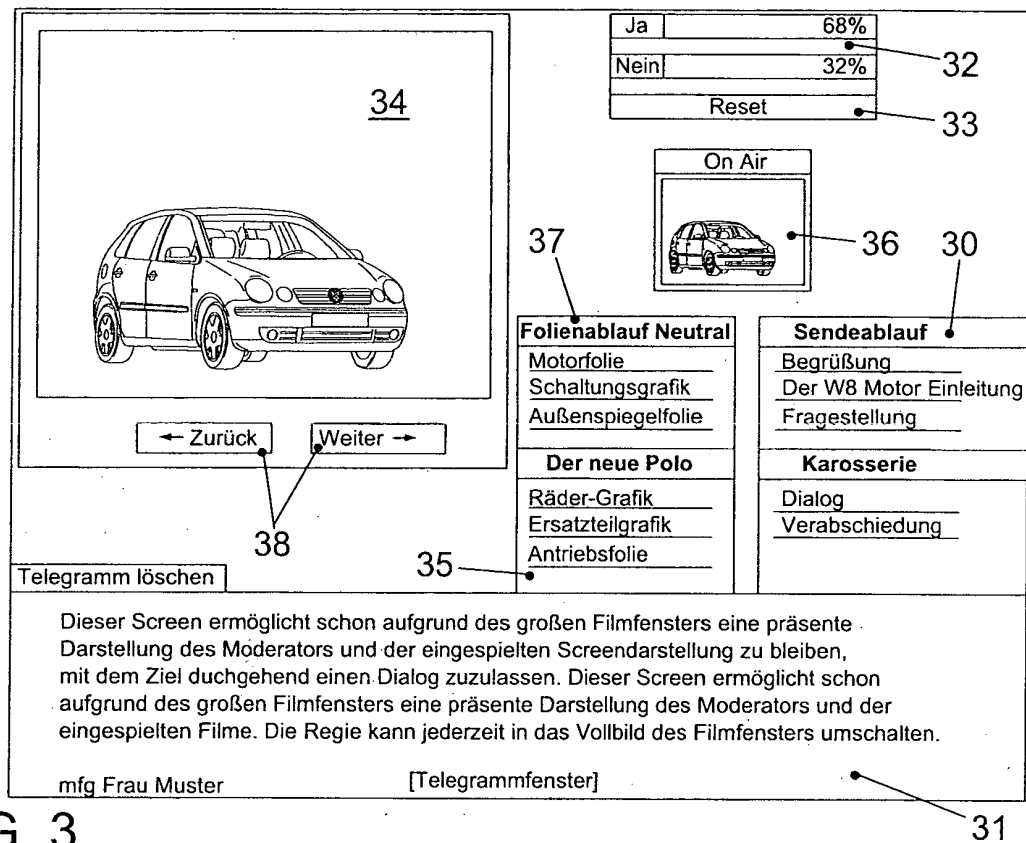 34
← Zurück
Weiter →
38
Ja 68%
32
Nein 32%
Reset
33
On Air
36
37
30
Folienablauf Neutral
Motorfolie
Schaltungsgrafik
Außenspiegelfolie
Der neue Polo
Räder-Grafik
Ersatzteilgrafik
Antriebsfolie
35
Sendeablauf
Begrüßung
Der W8 Motor Einleitung
Fragestellung
Karosserie
Dialog
Verabschiedung
Telegramm löschen
Dieser Screen ermöglicht schon aufgrund des großen Filmfensters eine präsente
Darstellung des Moderators und der eingespielten Screendarstellung zu bleiben,
mit dem Ziel duchgehend einen Dialog zuzulassen. Dieser Screen ermöglicht schon
aufgrund des großen Filmfensters eine präsente Darstellung des Moderators und der
eingespielten Filme. Die Regie kann jederzeit in das Vollbild des Filmfensters umschalten.
mfg Frau Muster
[Telegrammfenster]
31
G. 3